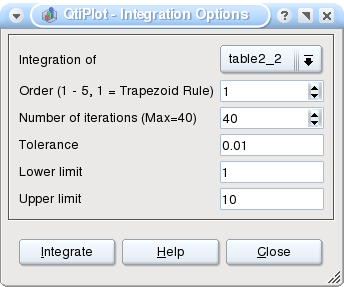 QtiPlot - Integration Options
Integration of table2_2
Order (1 - 5, 1 = Trapezoid Rule) 1
Number of iterations (Max=40) 40
Tolerance 0.01
Lower limit 1
Upper limit 10
Integrate Help Close